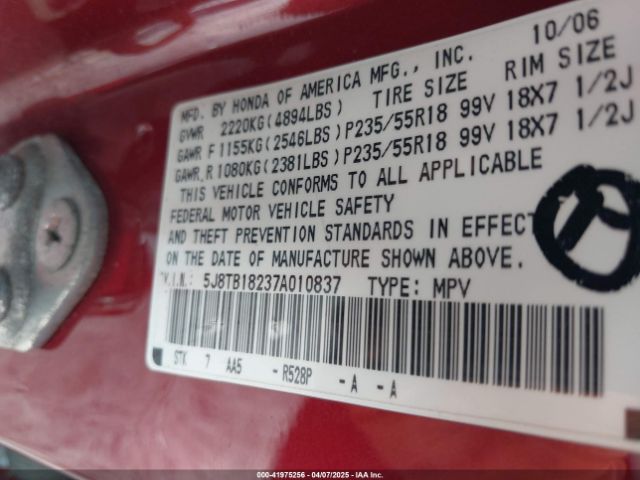 MFD. BY HONDA OF AMERICA MFG., INC. 10/06
GVWR 2220KG(4894LBS) TIRE SIZE RIM SIZE
GAWR F 1155KG(2546LBS) P235/55R18 99V 18X7 1/2J
GAWR,R 1080KG(2381LBS) P235/55R18 99V 18X7 1/2J
THIS VEHICLE CONFORMS TO ALL APPLICABLE
FEDERAL MOTOR VEHICLE SAFETY
AND THEFT PREVENTION STANDARDS IN EFFECT
ON THE DATE OF MANUFACTURE SHOWN ABOVE.
V.I.N.: 5J8TB18237A010837 TYPE: MPV
STK 7 AA5 - R528P - A - A
000-41975256 | 04/07/2025 | IAA Inc.